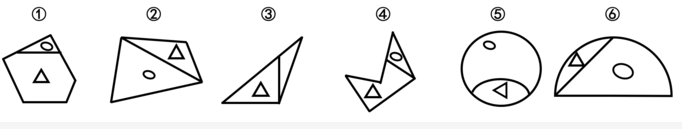 ① ② ③ ④ ⑤ ⑥